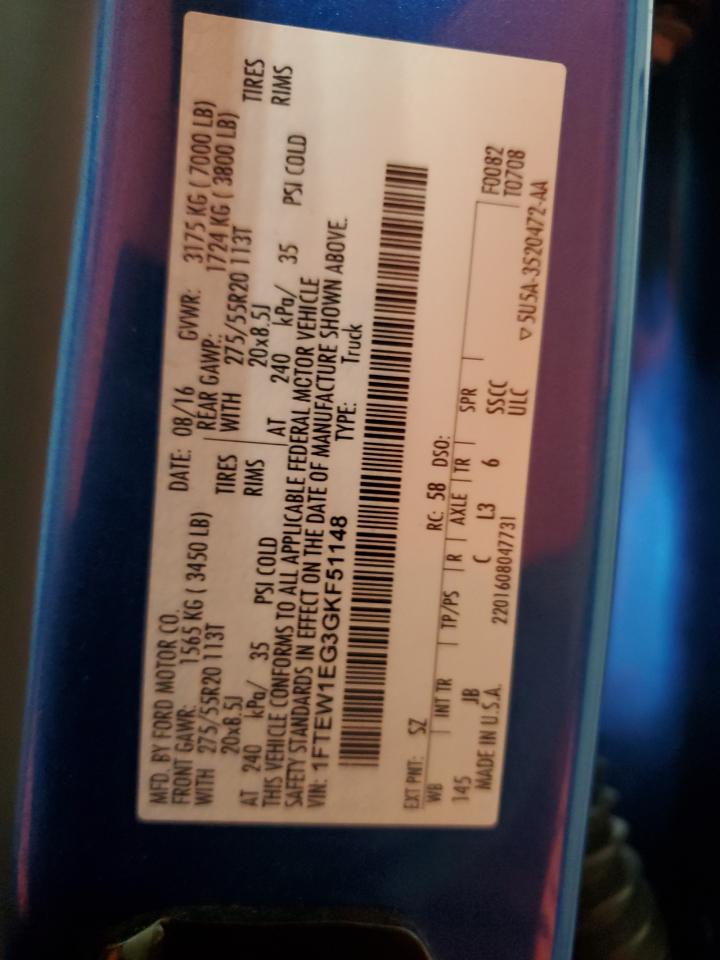 MFD. BY FORD MOTOR CO. DATE: 08/16 GVWR: 3175 KG ( 7000 LB)
FRONT GAWR: 1565 KG ( 3450 LB) REAR GAWP: 1724 KG ( 3800 LB)
WITH 275/55R20 113T TIRES WITH 275/55R20 113T TIRES
20x8.5J RIMS 20x8.5J RIMS
AT 240 kPa/ 35 PSI COLD AT 240 kPa/ 35 PSI COLD
THIS VEHICLE CONFORMS TO ALL APPLICABLE FEDERAL MOTOR VEHICLE
SAFETY STANDARDS IN EFFECT ON THE DATE OF MANUFACTURE SHOWN ABOVE.
VIN: 1FTEW1EG3GKF51148 TYPE: Truck
EXT PNT: SZ RC: 58 DSO:
WB INT TR TP/PS R AXLE TR SPR F0082
145 JB C L3 6 SSCC T0708
MADE IN U.S.A. 2201608047731 ULC ▽ 5U5A-3520472-AA